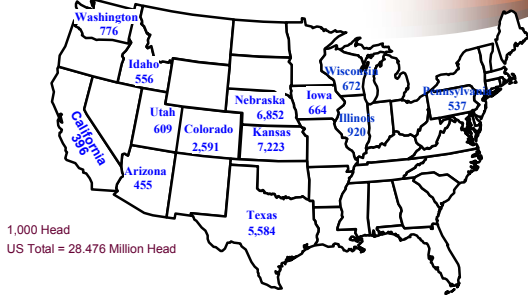 Washington
776
Idaho
556
Wisconsin
672
Pennsylvania
537
Nebraska
6,852
Iowa
664
Utah
609
Colorado
2,591
Kansas
7,223
Illinois
920
California
396
Arizona
455
Texas
5,584
1,000 Head
US Total = 28.476 Million Head